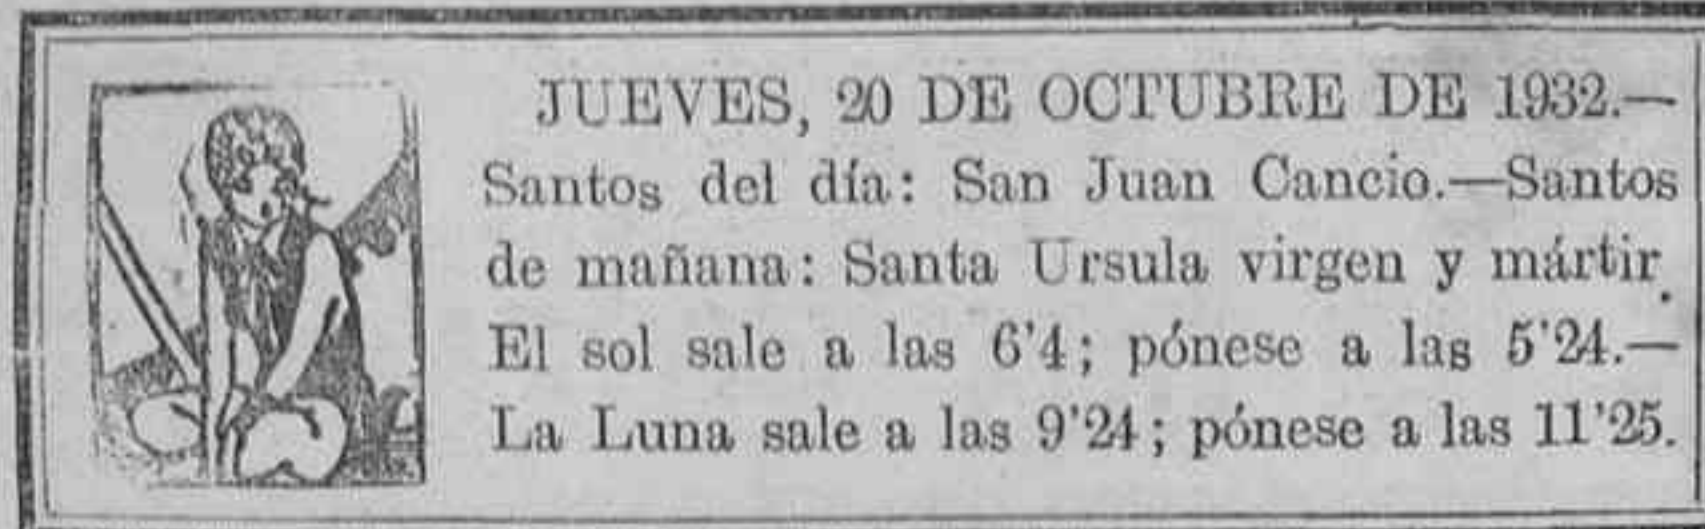 JUEVES, 20 DE OCTUBRE DE 1932.—
Santos del día: San Juan Cancio.—Santos
de mañana: Santa Ursula virgen y mártir.
El sol sale a las 6'4; pónese a las 5'24.—
La Luna sale a las 9'24; pónese a las 11'25.